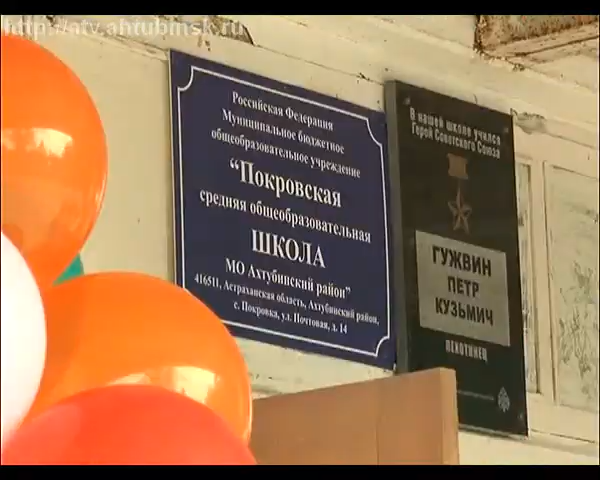 http://atv.ahtubinsk.ru
Российская Федерация
Муниципальное бюджетное
общеобразовательное учреждение
"Покровская
средняя общеобразовательная
ШКОЛА
МО Ахтубинский район"
416511, Астраханская область, Ахтубинский район,
с. Покровка, ул. Почтовая, д. 14
В нашей школе учился
Герой Советского Союза
ГУЖВИН
ПЕТР
КУЗЬМИЧ
ПЕХОТИНЕЦ